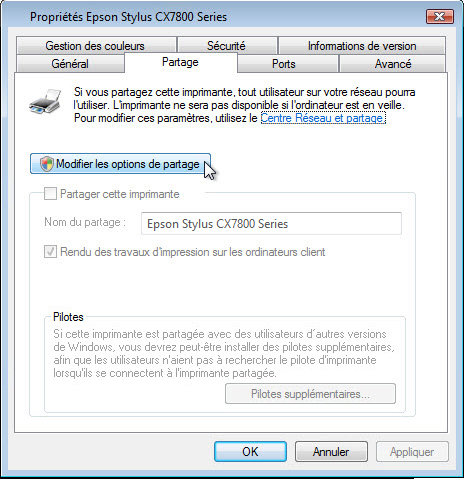 Propriétés Epson Stylus CX7800 Series
Gestion des couleurs Sécurité Informations de version
Général Partage Ports Avancé
Si vous partagez cette imprimante, tout utilisateur sur votre réseau pourra
l'utiliser. L'imprimante ne sera pas disponible si l'ordinateur est en veille.
Pour modifier ces paramètres, utilisez le Centre Réseau et partage.
Modifier les options de partage
Partager cette imprimante
Nom du partage : Epson Stylus CX7800 Series
Rendu des travaux d'impression sur les ordinateurs client
Pilotes
Si cette imprimante est partagée avec des utilisateurs d'autres versions
de Windows, vous devrez peut-être installer des pilotes supplémentaires,
afin que les utilisateurs n'aient pas à rechercher le pilote d'imprimante
lorsqu'ils se connectent à l'imprimante partagée.
Pilotes supplémentaires...
OK Annuler Appliquer